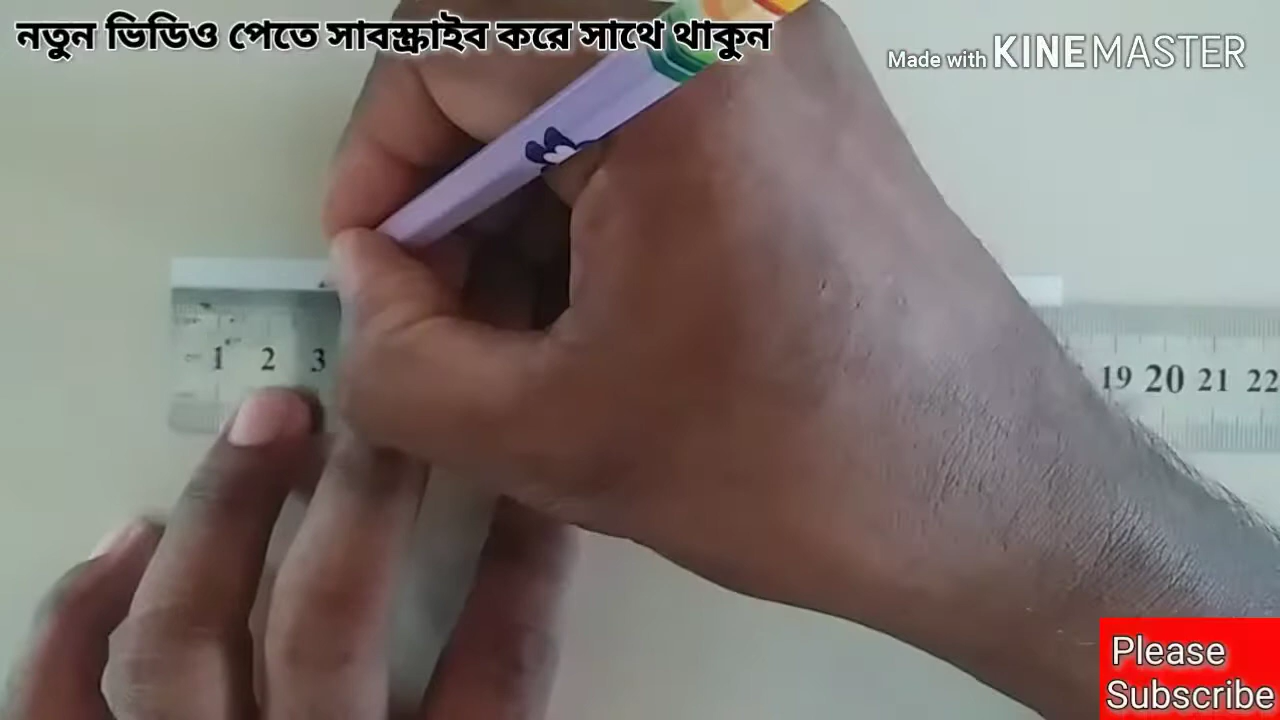 নতুন ভিডিও পেতে সাবস্ক্রাইব করে সাথে থাকুন
Made with KINEMASTER
1 2 3 19 20 21 22
Please
Subscribe